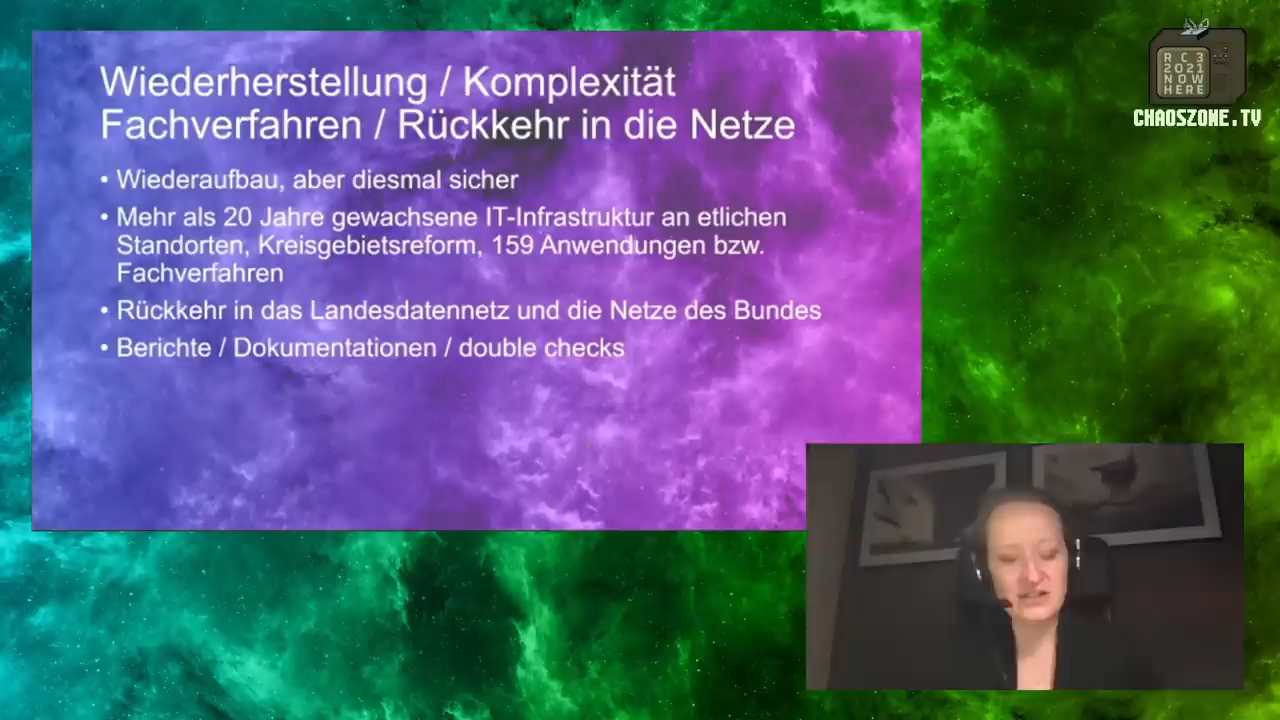 Wiederherstellung / Komplexität
Fachverfahren / Rückkehr in die Netze
• Wiederaufbau, aber diesmal sicher
• Mehr als 20 Jahre gewachsene IT-Infrastruktur an etlichen
Standorten, Kreisgebietsreform, 159 Anwendungen bzw.
Fachverfahren
• Rückkehr in das Landesdatennetz und die Netze des Bundes
• Berichte / Dokumentationen / double checks
RC3
2021
NOW
HERE
CHAOSZONE.TV